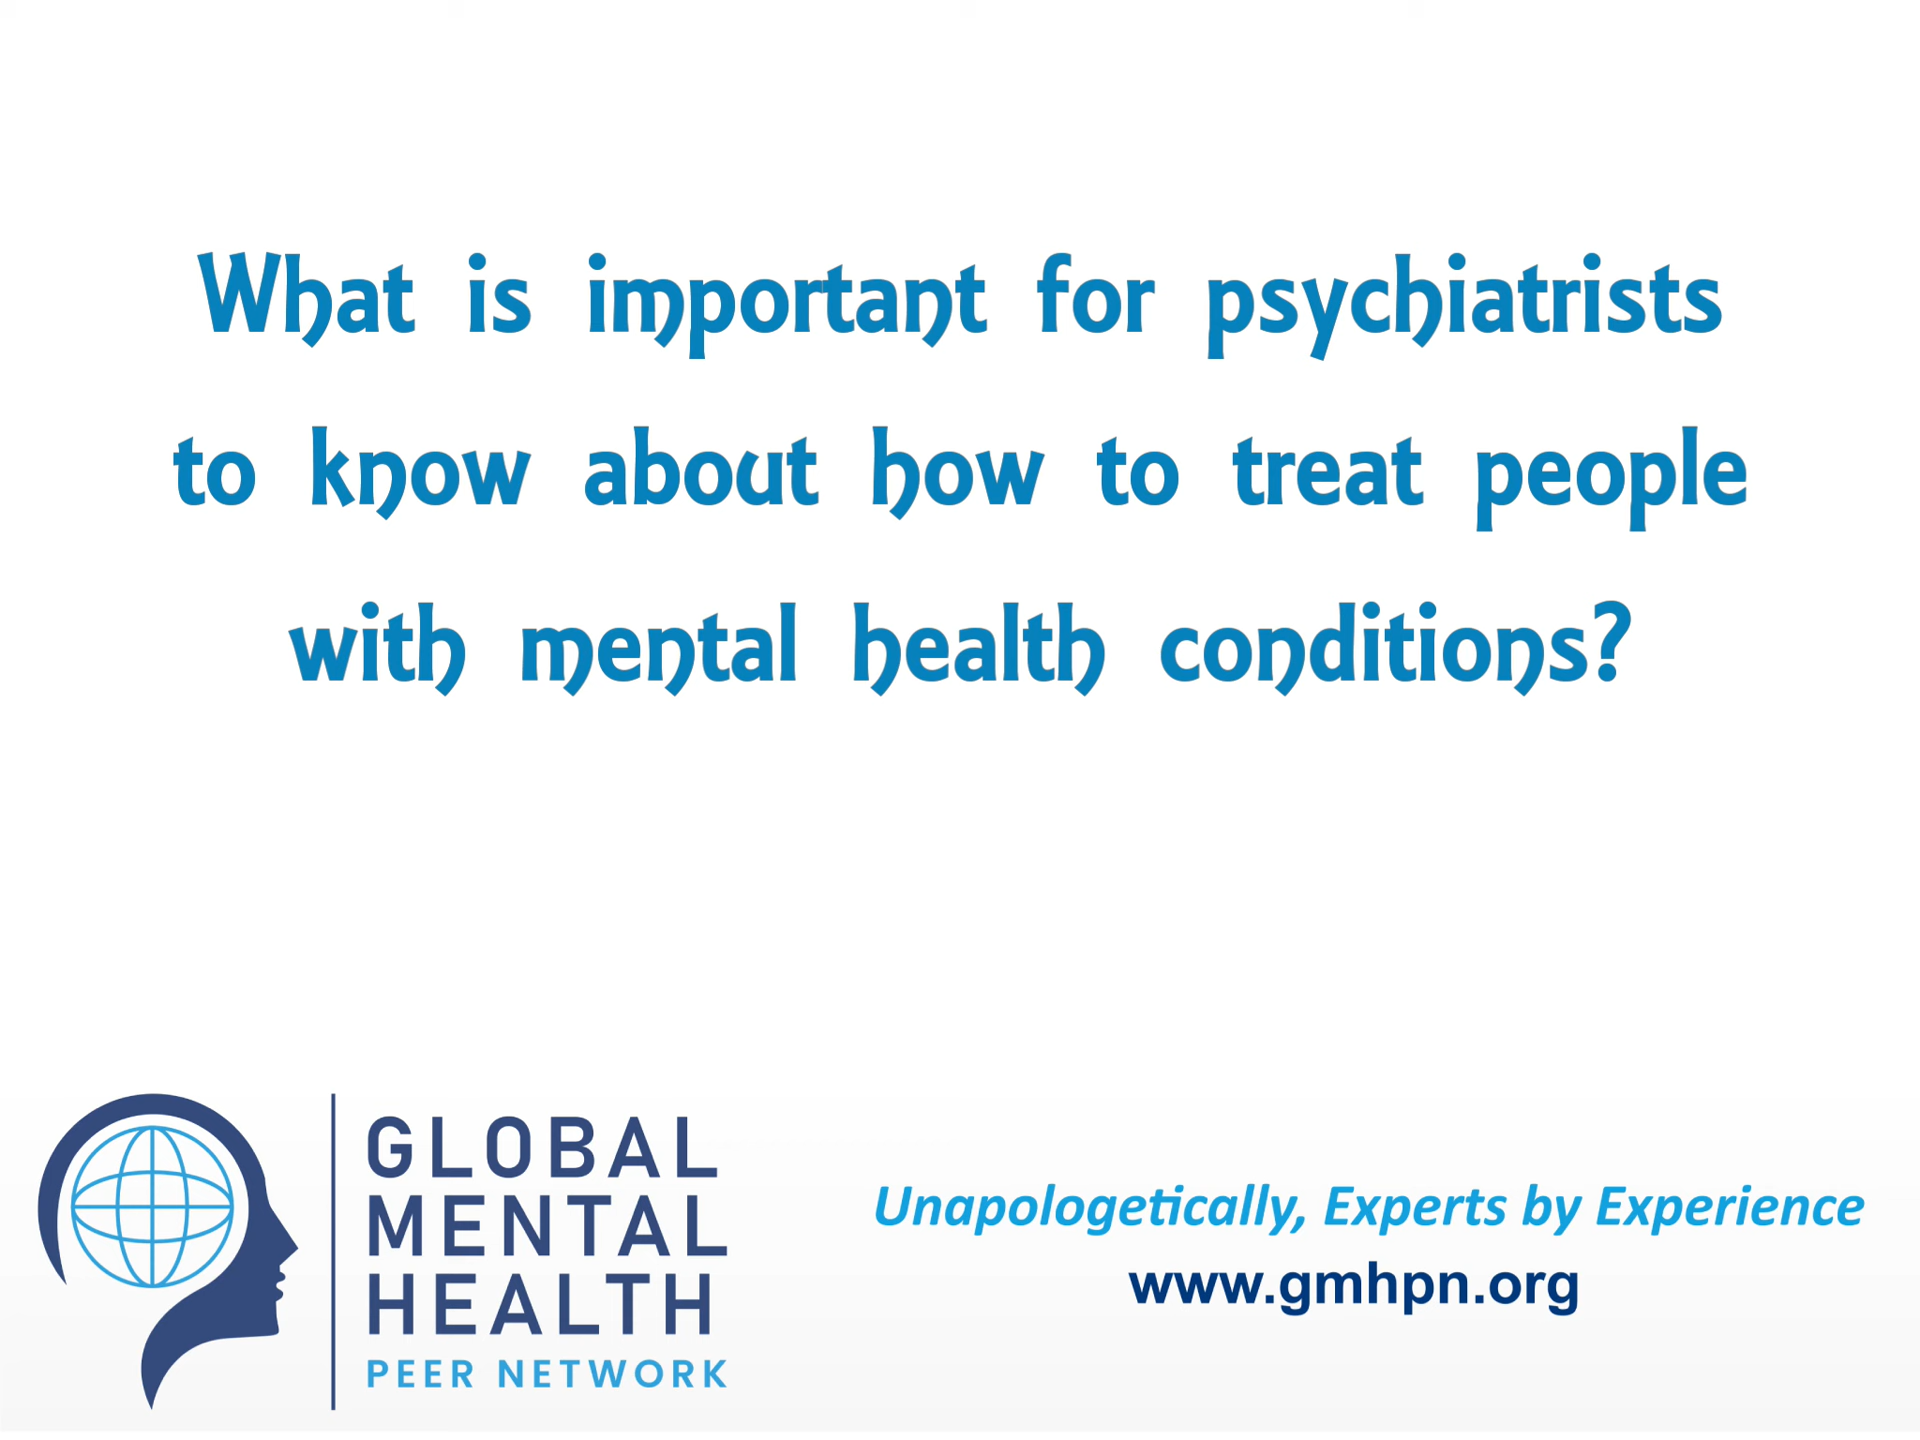 What is important for psychiatrists
to know about how to treat people
with mental health conditions?
GLOBAL
MENTAL
HEALTH
PEER NETWORK
Unapologetically, Experts by Experience
www.gmhpn.org